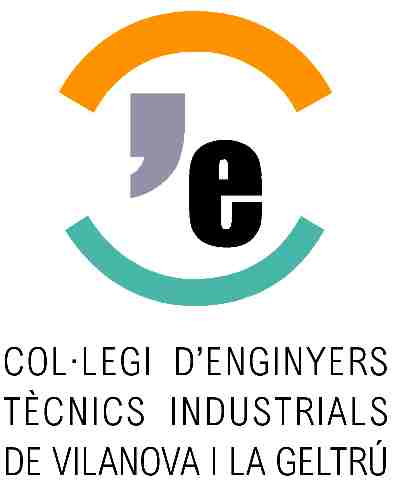 'e
COL·LEGI D'ENGINYERS
TÈCNICS INDUSTRIALS
DE VILANOVA I LA GELTRÚ